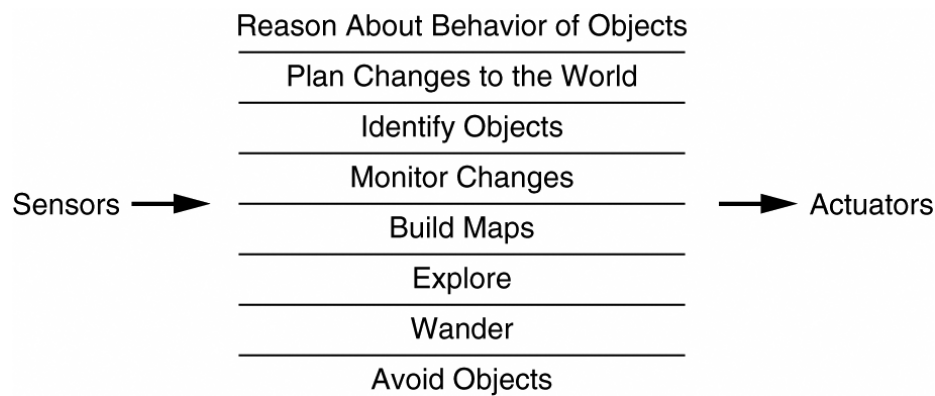 Reason About Behavior of Objects
Plan Changes to the World
Identify Objects
Monitor Changes
Sensors
Actuators
Build Maps
Explore
Wander
Avoid Objects